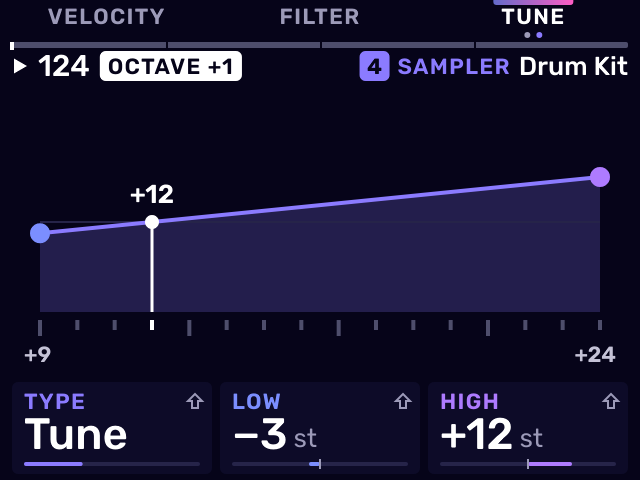 VELOCITY FILTER TUNE
124 OCTAVE +1 4 SAMPLER Drum Kit
+12
+9 +24
TYPE LOW HIGH
Tune −3 st +12 st